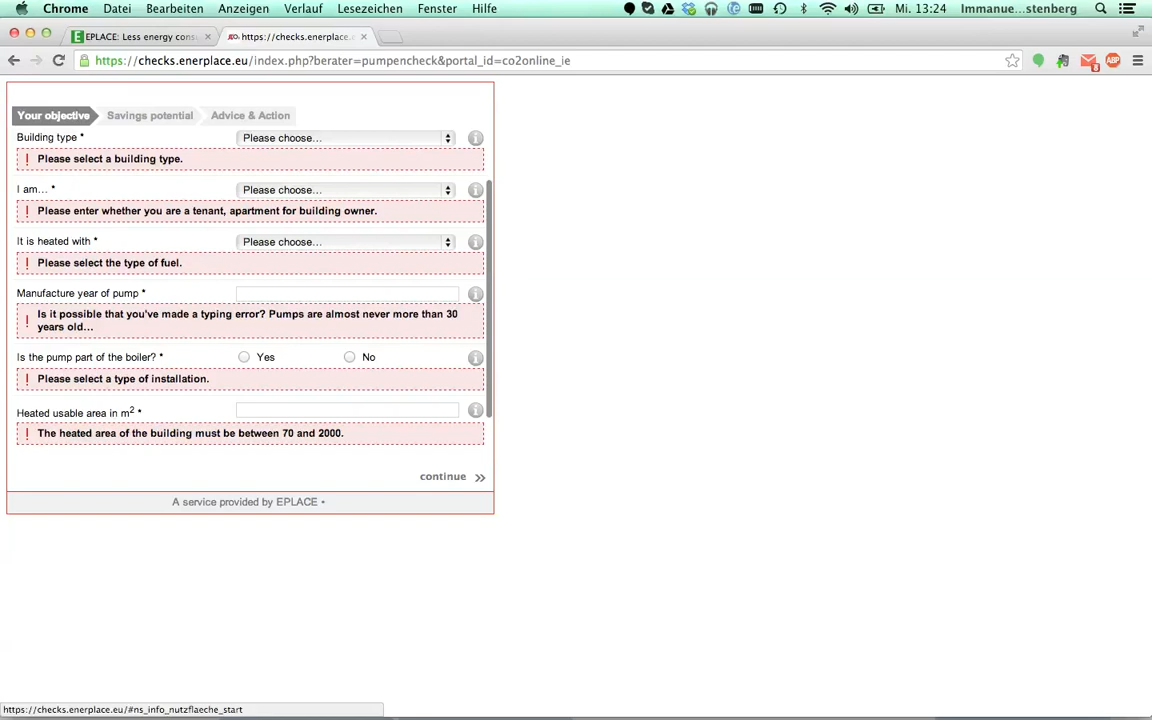 Chrome Datei Bearbeiten Anzeigen Verlauf Lesezeichen Fenster Hilfe Mi. 13:24 Immanue...stenberg
EPLACE: Less energy cons × https://checks.enerplace. ×
https://checks.enerplace.eu/index.php?berater=pumpencheck&portal_id=co2online_ie
Your objective Savings potential Advice & Action
Building type * Please choose...
! Please select a building type.
I am... * Please choose...
! Please enter whether you are a tenant, apartment for building owner.
It is heated with * Please choose...
! Please select the type of fuel.
Manufacture year of pump *
! Is it possible that you've made a typing error? Pumps are almost never more than 30
years old...
Is the pump part of the boiler? * Yes No
! Please select a type of installation.
Heated usable area in m² *
! The heated area of the building must be between 70 and 2000.
continue »
A service provided by EPLACE •
https://checks.enerplace.eu/#ns_info_nutzflaeche_start